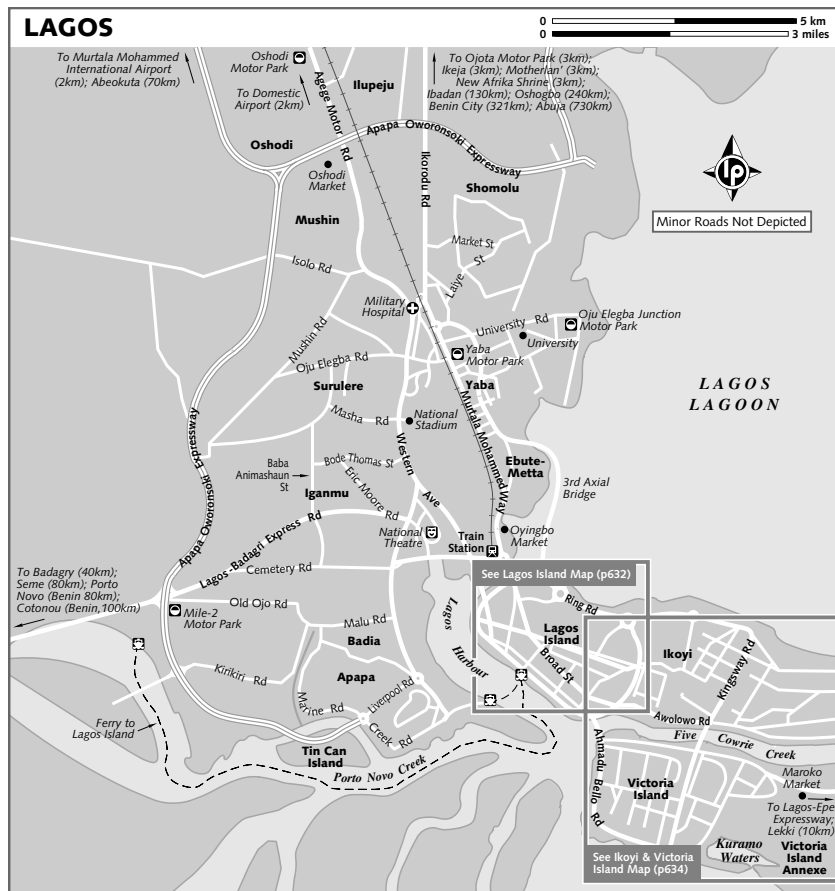 LAGOS
0 5 km
0 3 miles
To Murtala Mohammed
International Airport
(2km); Abeokuta (70km)
Oshodi
Motor Park
To Domestic
Airport (2km)
Agege Motor Rd
Ilupeju
To Ojota Motor Park (3km);
Ikeja (3km); Motherlan' (3km);
New Afrika Shrine (3km);
Ibadan (130km); Oshogbo (240km);
Benin City (321km); Abuja (730km)
Oshodi
Apapa Oworonsoki Expressway
Oshodi
Market
Ikorodu Rd
Shomolu
lp
Minor Roads Not Depicted
Mushin
Market St
Isolo Rd
Laiye St
Military
Hospital
Mushin Rd
University Rd
Oju Elegba Junction
Motor Park
University
Yaba
Motor Park
Oju Elegba Rd
Surulere
Yaba
LAGOS
LAGOON
Masha Rd
National
Stadium
Murtala Mohammed Way
Apapa Oworonsoki Expressway
Western Ave
Baba
Animashaun
St
Bode Thomas St
Eric Moore Rd
Iganmu
Ebute-
Metta
3rd Axial
Bridge
Lagos-Badagri Express Rd
National
Theatre
Train
Station
Oyingbo
Market
Cemetery Rd
See Lagos Island Map (p632)
To Badagry (40km);
Seme (80km); Porto
Novo (Benin 80km);
Cotonou (Benin,100km)
Old Ojo Rd
Mile-2
Motor Park
Malu Rd
Badia
Lagos Harbour
Ring Rd
Lagos
Island
Broad St
Ikoyi
Kingsway Rd
Kirikiri Rd
Apapa
Liverpool Rd
Marine Rd
Creek Rd
Awolowo Rd
Five Cowrie Creek
Ferry to
Lagos Island
Tin Can
Island
Porto Novo Creek
Ahmadu Bello Rd
Victoria
Island
Maroko
Market
To Lagos-Epe
Expressway;
Lekki (10km)
Kuramo
Waters
Victoria
Island
Annexe
See Ikoyi & Victoria
Island Map (p634)